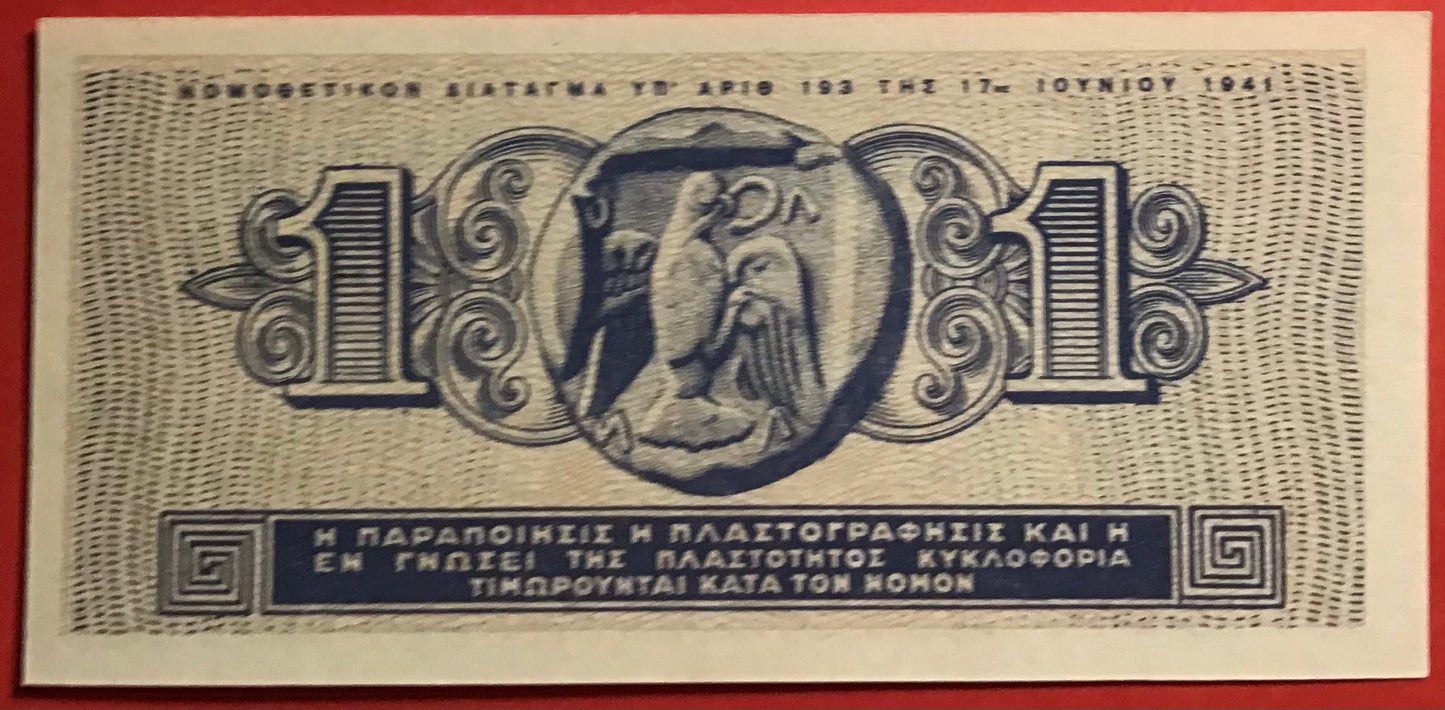 ΝΟΜΟΘΕΤΙΚΟΝ ΔΙΑΤΑΓΜΑ ΥΠ' ΑΡΙΘ 193 ΤΗΣ 17ης ΙΟΥΝΙΟΥ 1941
1 1
Ο Λ
Η ΠΑΡΑΠΟΙΗΣΙΣ Η ΠΛΑΣΤΟΓΡΑΦΗΣΙΣ ΚΑΙ Η
ΕΝ ΓΝΩΣΕΙ ΤΗΣ ΠΛΑΣΤΟΤΗΤΟΣ ΚΥΚΛΟΦΟΡΙΑ
ΤΙΜΩΡΟΥΝΤΑΙ ΚΑΤΑ ΤΟΝ ΝΟΜΟΝ